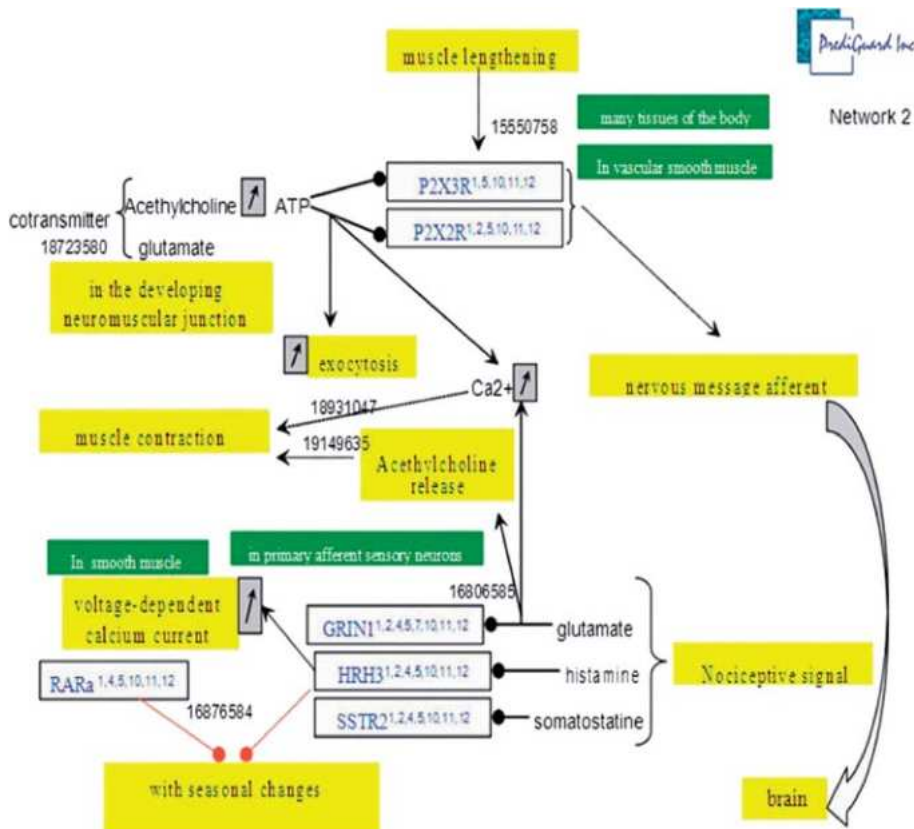 muscle lengthening
PrediGuard Inc
Network 2
15550758
many tissues of the body
In vascular smooth muscle
P2X3R1,5,10,11,12
P2X2R1,2,5,10,11,12
cotransmitter
18723580
Acethylcholine
ATP
glutamate
in the developing
neuromuscular junction
exocytosis
Ca2+
nervous message afferent
18931047
muscle contraction
19149635
Acethylcholine
release
In smooth muscle
in primary afferent sensory neurons
voltage-dependent
calcium current
16806585
GRIN11,2,4,5,7,10,11,12
glutamate
RARa 1,4,5,10,11,12
HRH31,2,4,5,10,11,12
histamine
Nociceptive signal
16876584
SSTR21,2,4,5,10,11,12
somatostatine
with seasonal changes
brain